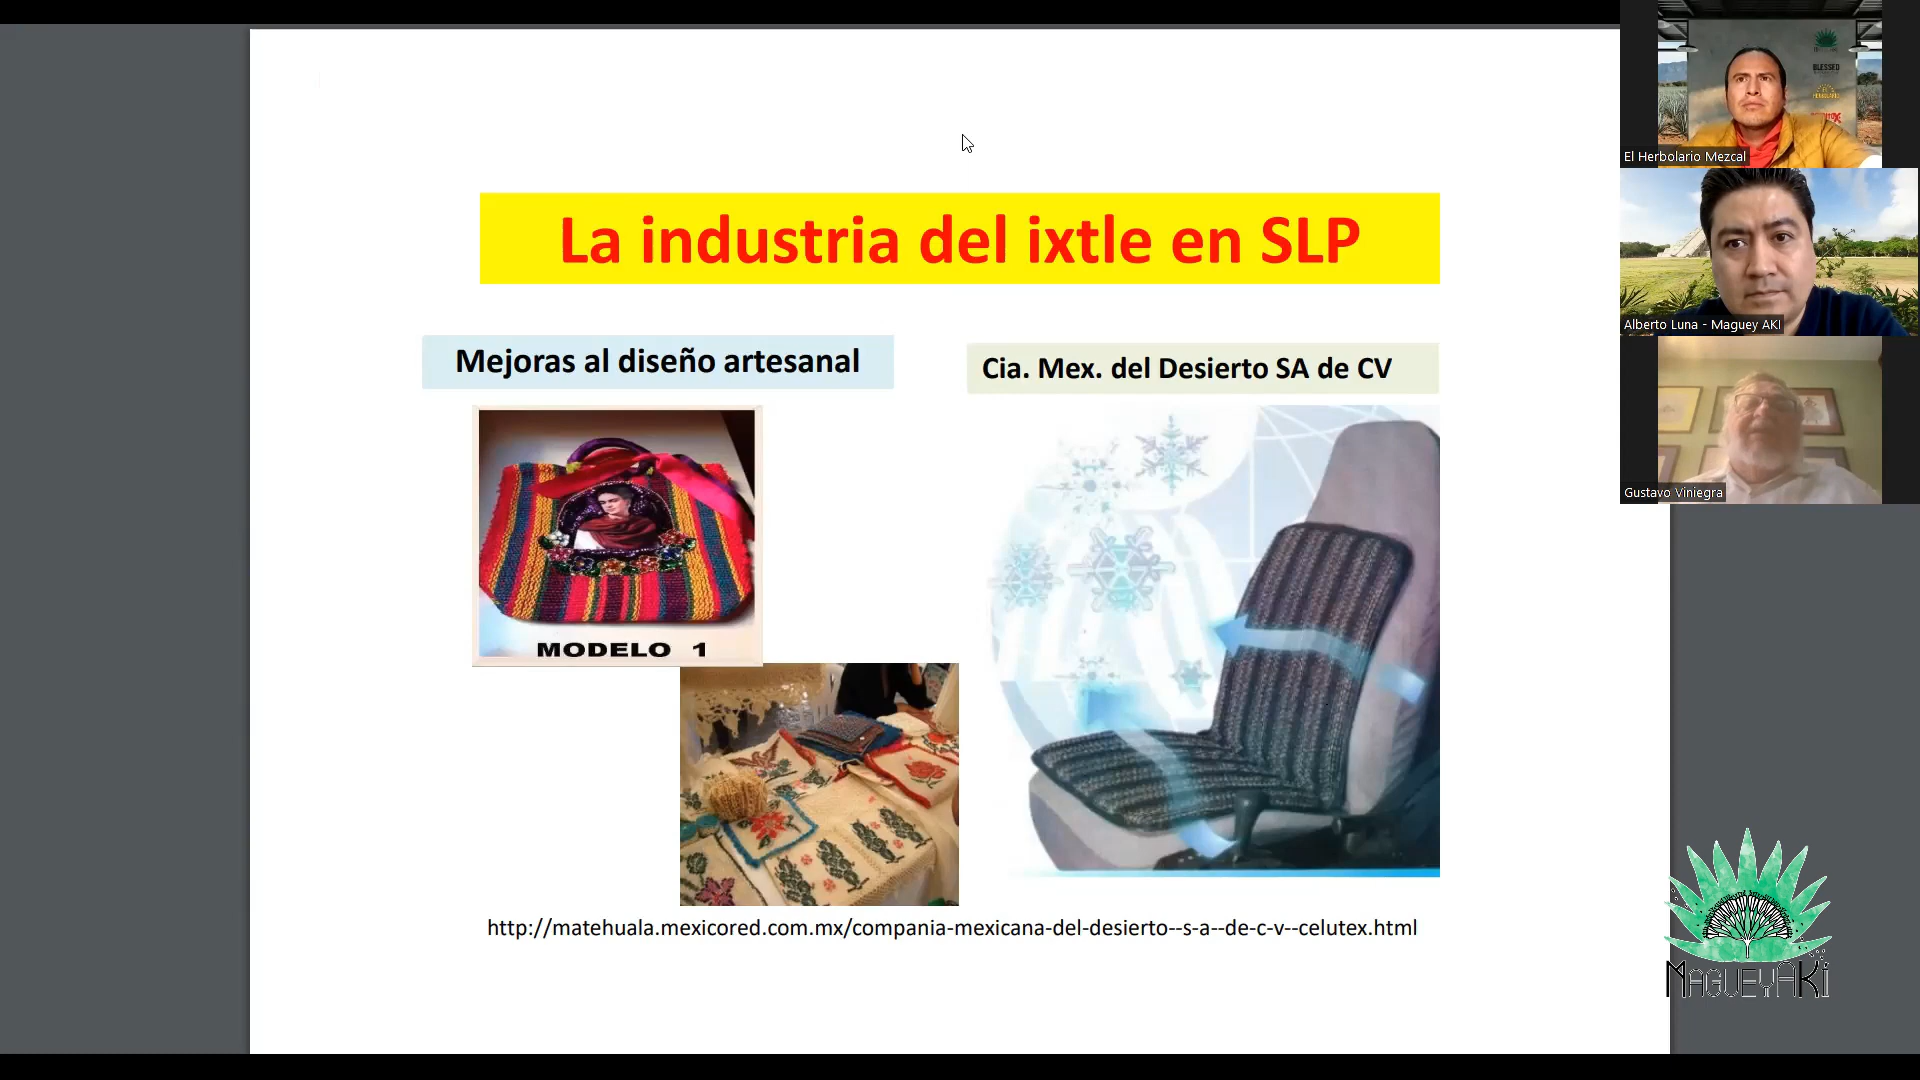 La industria del ixtle en SLP
Mejoras al diseño artesanal
Cia. Mex. del Desierto SA de CV
MODELO 1
http://matehuala.mexicored.com.mx/compania-mexicana-del-desierto--s-a--de-c-v--celutex.html
BLESSED
El Herbolario Mezcal
Alberto Luna - Maguey AKI
Gustavo Viniegra
MAGUEYAKI